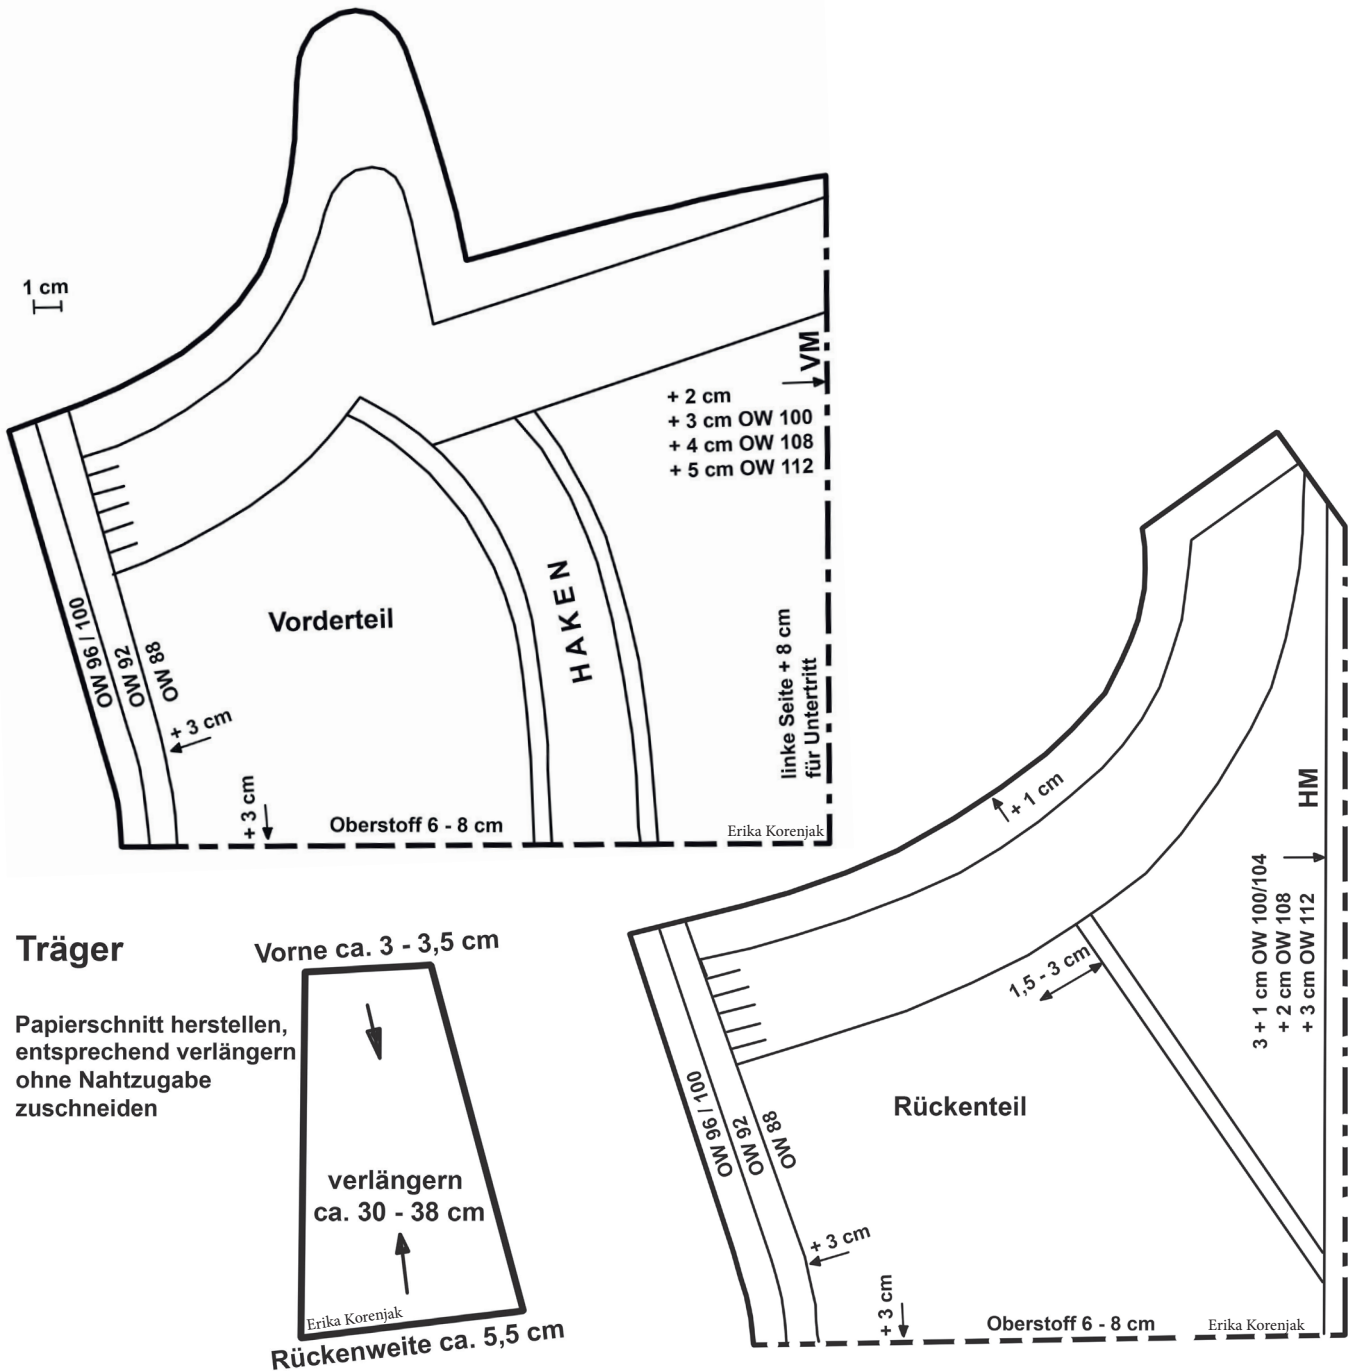 1 cm
VM
+ 2 cm
+ 3 cm OW 100
+ 4 cm OW 108
+ 5 cm OW 112
HAKEN
Vorderteil
OW 96 / 100
OW 92
OW 88
+ 3 cm
linke Seite + 8 cm
für Untertritt
+ 3 cm
Oberstoff 6 - 8 cm
Erika Korenjak
HM
+ 1 cm
3 + 1 cm OW 100/104
+ 2 cm OW 108
+ 3 cm OW 112
1,5 - 3 cm
Rückenteil
OW 96 / 100
OW 92
OW 88
+ 3 cm
+ 3 cm
Oberstoff 6 - 8 cm
Erika Korenjak
Träger
Vorne ca. 3 - 3,5 cm
Papierschnitt herstellen,
entsprechend verlängern
ohne Nahtzugabe
zuschneiden
verlängern
ca. 30 - 38 cm
Erika Korenjak
Rückenweite ca. 5,5 cm